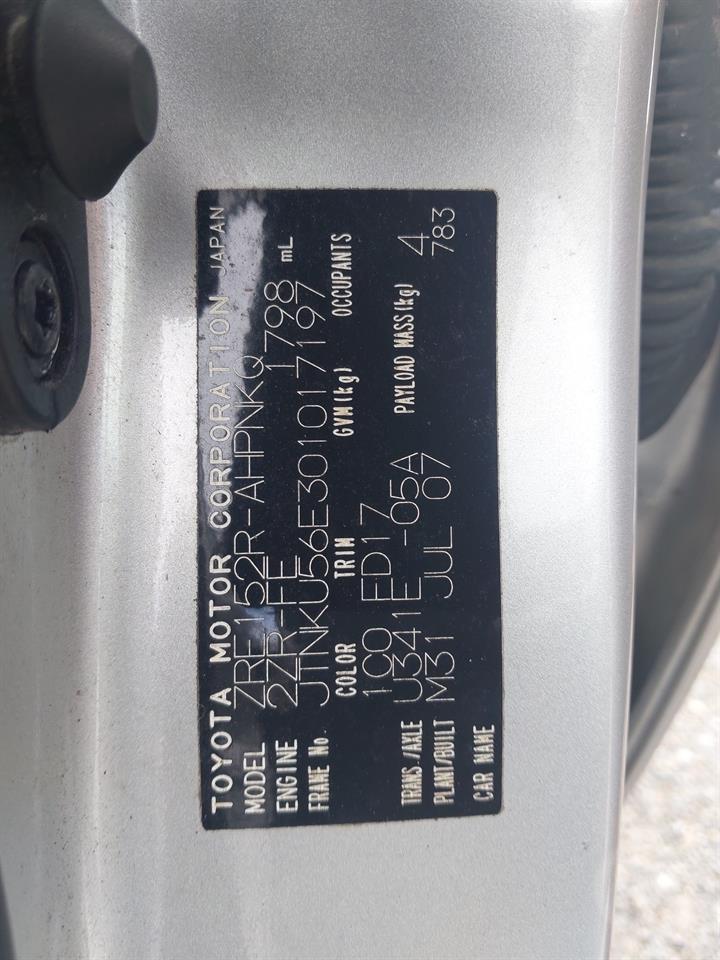 TOYOTA MOTOR CORPORATION JAPAN
MODEL ZRE152R-AHPNKQ
ENGINE 2ZR-FE 1798 mL
FRAME No. JTNKU56E301017197
COLOR TRIM GVM(kg) OCCUPANTS
1C0 FD17 4
TRANS./AXLE U341E -05A PAYLOAD MASS(kg) 783
PLANT/BUILT M31 JUL 07
CAR NAME